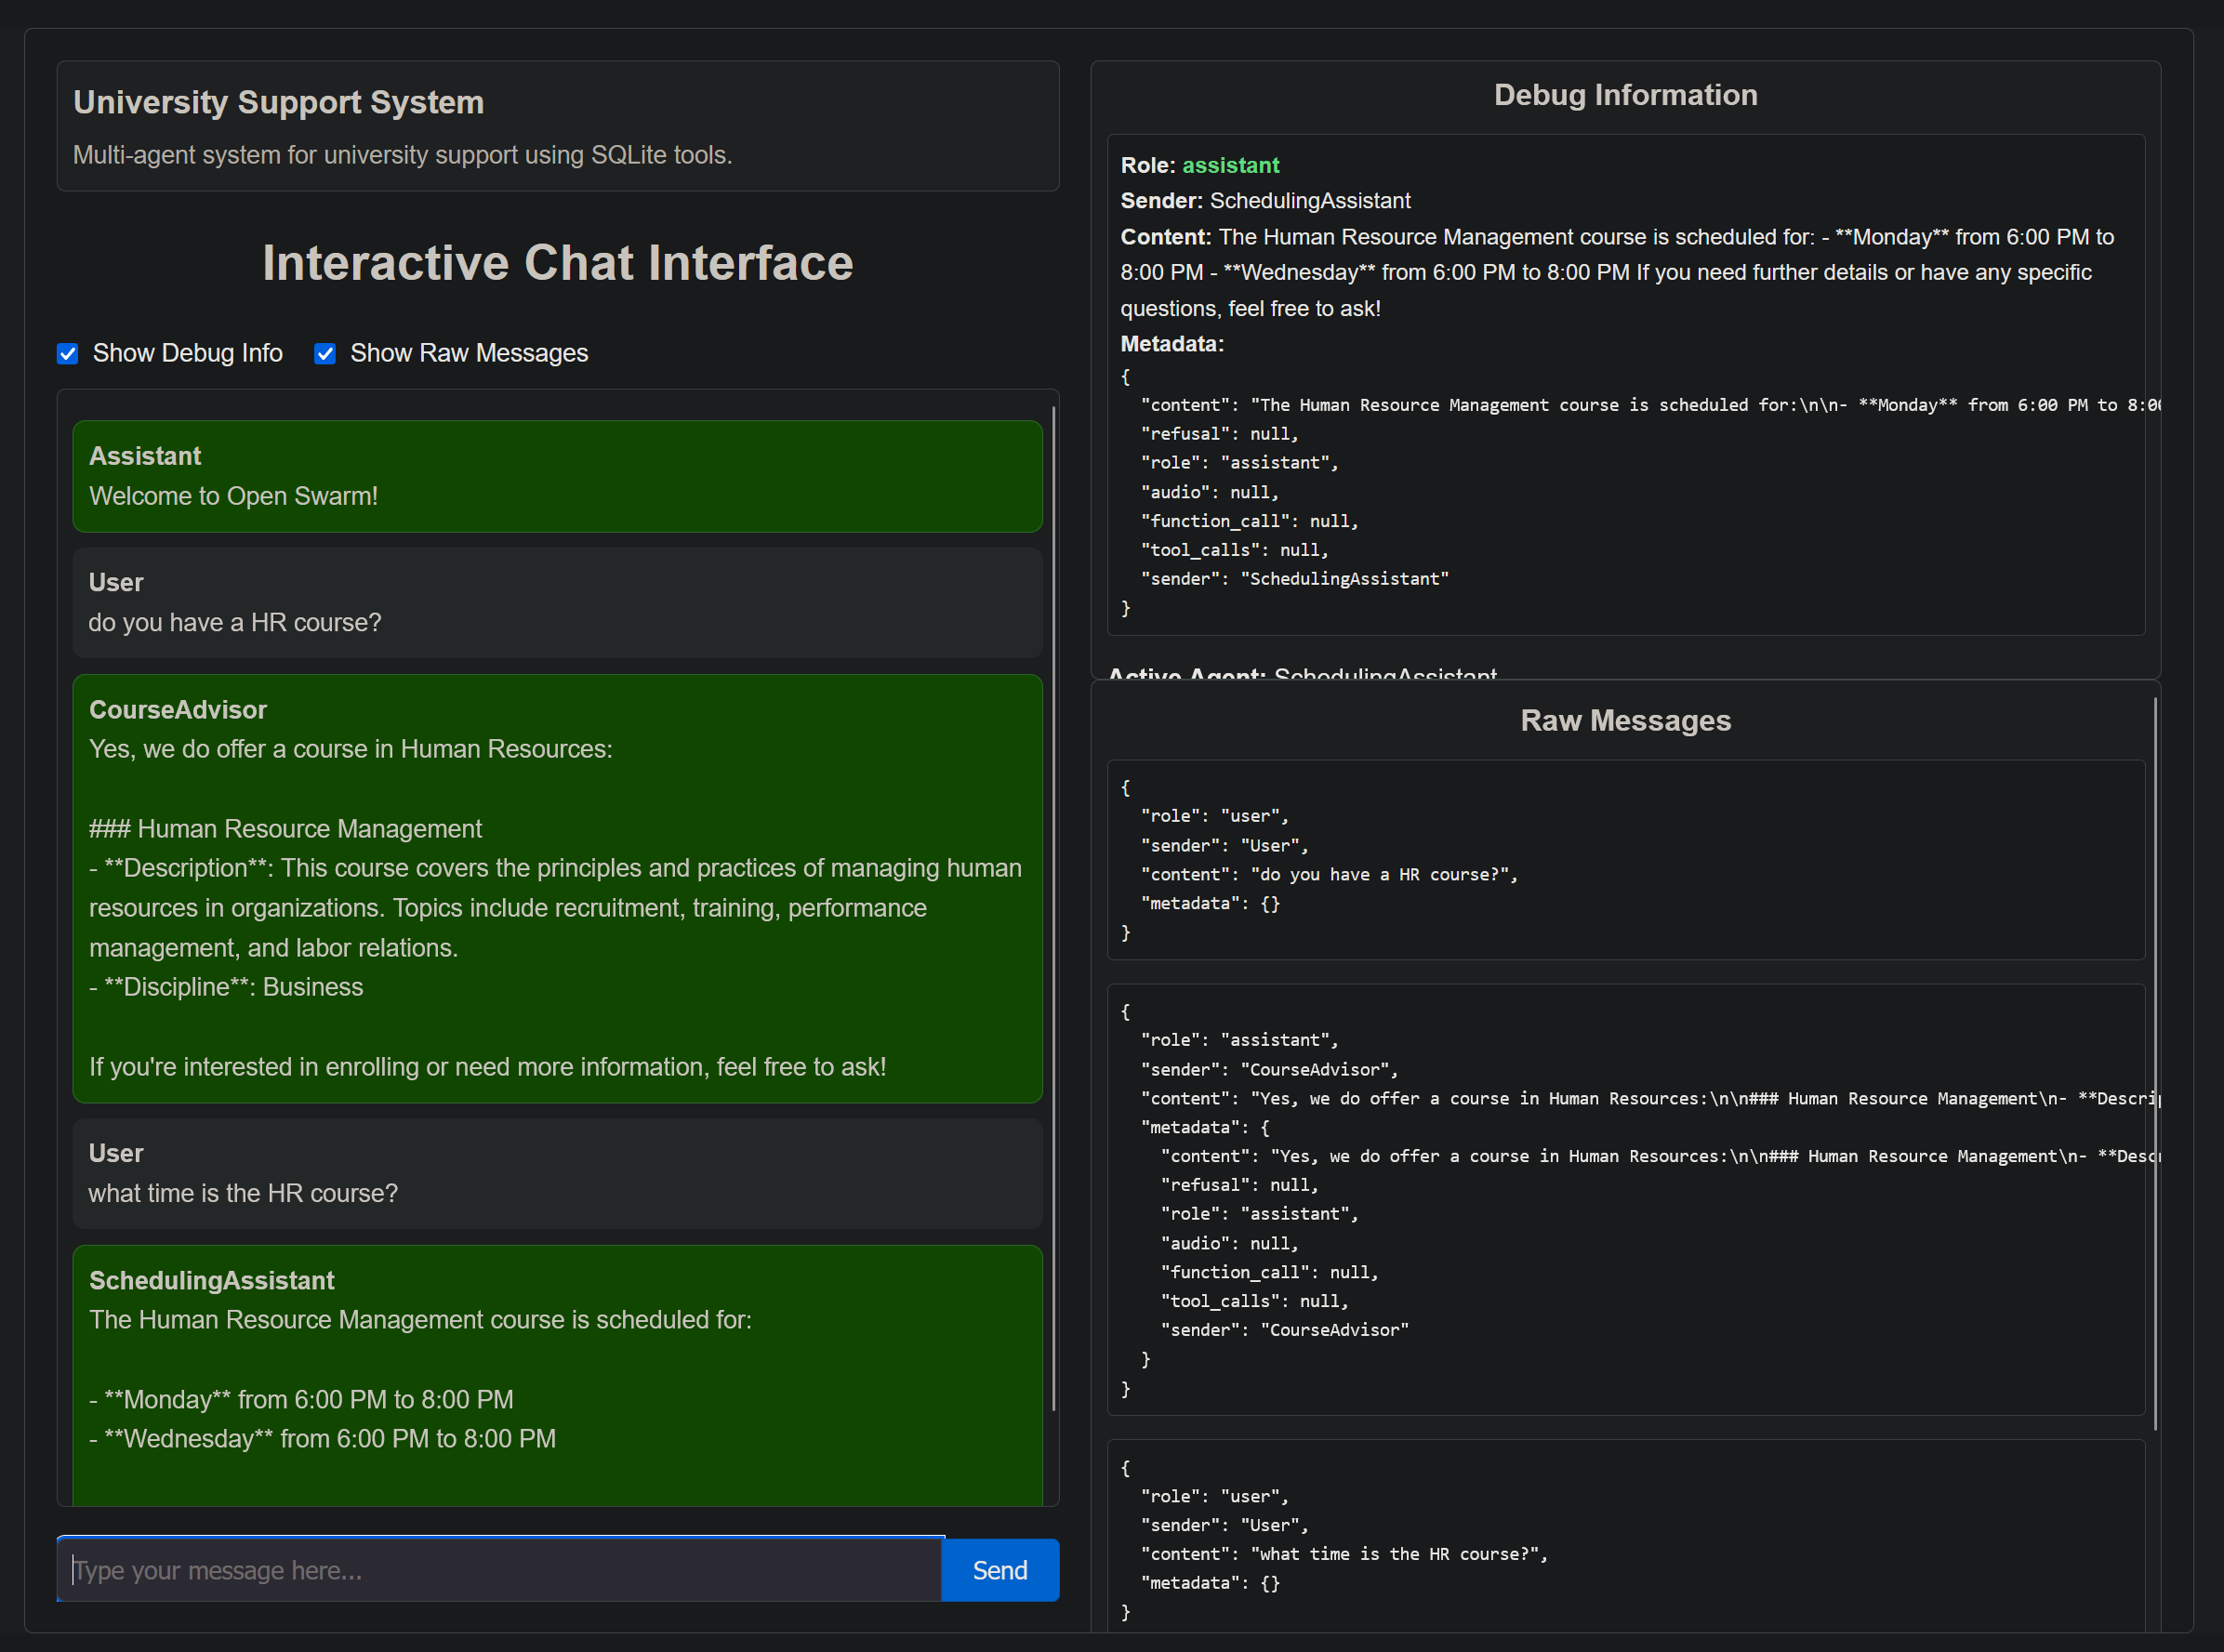 University Support System
Multi-agent system for university support using SQLite tools.
Interactive Chat Interface
Show Debug Info Show Raw Messages
Assistant
Welcome to Open Swarm!
User
do you have a HR course?
CourseAdvisor
Yes, we do offer a course in Human Resources:
### Human Resource Management
- **Description**: This course covers the principles and practices of managing human
resources in organizations. Topics include recruitment, training, performance
management, and labor relations.
- **Discipline**: Business
If you're interested in enrolling or need more information, feel free to ask!
User
what time is the HR course?
SchedulingAssistant
The Human Resource Management course is scheduled for:
- **Monday** from 6:00 PM to 8:00 PM
- **Wednesday** from 6:00 PM to 8:00 PM
Type your message here...
Send
Debug Information
Role: assistant
Sender: SchedulingAssistant
Content: The Human Resource Management course is scheduled for: - **Monday** from 6:00 PM to
8:00 PM - **Wednesday** from 6:00 PM to 8:00 PM If you need further details or have any specific
questions, feel free to ask!
Metadata:
{
"content": "The Human Resource Management course is scheduled for:\n\n- **Monday** from 6:00 PM to 8:00
"refusal": null,
"role": "assistant",
"audio": null,
"function_call": null,
"tool_calls": null,
"sender": "SchedulingAssistant"
}
Active Agent: SchedulingAssistant
Raw Messages
{
"role": "user",
"sender": "User",
"content": "do you have a HR course?",
"metadata": {}
}
{
"role": "assistant",
"sender": "CourseAdvisor",
"content": "Yes, we do offer a course in Human Resources:\n\n### Human Resource Management\n- **Descrip
"metadata": {
"content": "Yes, we do offer a course in Human Resources:\n\n### Human Resource Management\n- **Desc
"refusal": null,
"role": "assistant",
"audio": null,
"function_call": null,
"tool_calls": null,
"sender": "CourseAdvisor"
}
}
{
"role": "user",
"sender": "User",
"content": "what time is the HR course?",
"metadata": {}
}